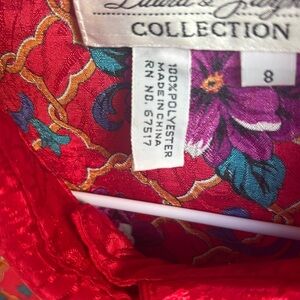 COLLECTION
8
100% POLYESTER
MADE IN CHINA
RN NO. 67517